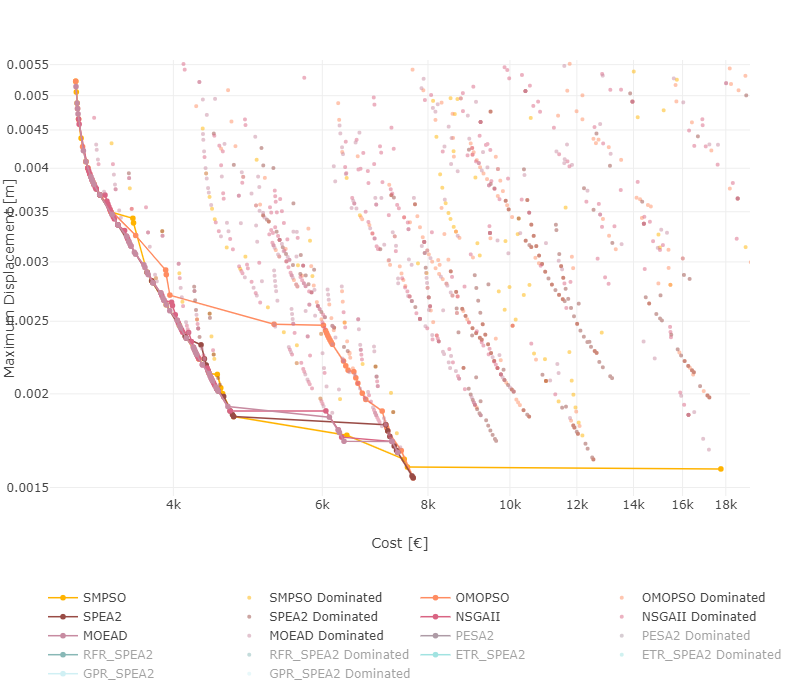 0.0055
0.005
0.0045
0.004
0.0035
0.003
0.0025
0.002
0.0015
Maximum Displacement [m]
4k 6k 8k 10k 12k 14k 16k 18k
Cost [€]
SMPSO SMPSO Dominated OMOPSO OMOPSO Dominated
SPEA2 SPEA2 Dominated NSGAII NSGAII Dominated
MOEAD MOEAD Dominated PESA2 PESA2 Dominated
RFR_SPEA2 RFR_SPEA2 Dominated ETR_SPEA2 ETR_SPEA2 Dominated
GPR_SPEA2 GPR_SPEA2 Dominated